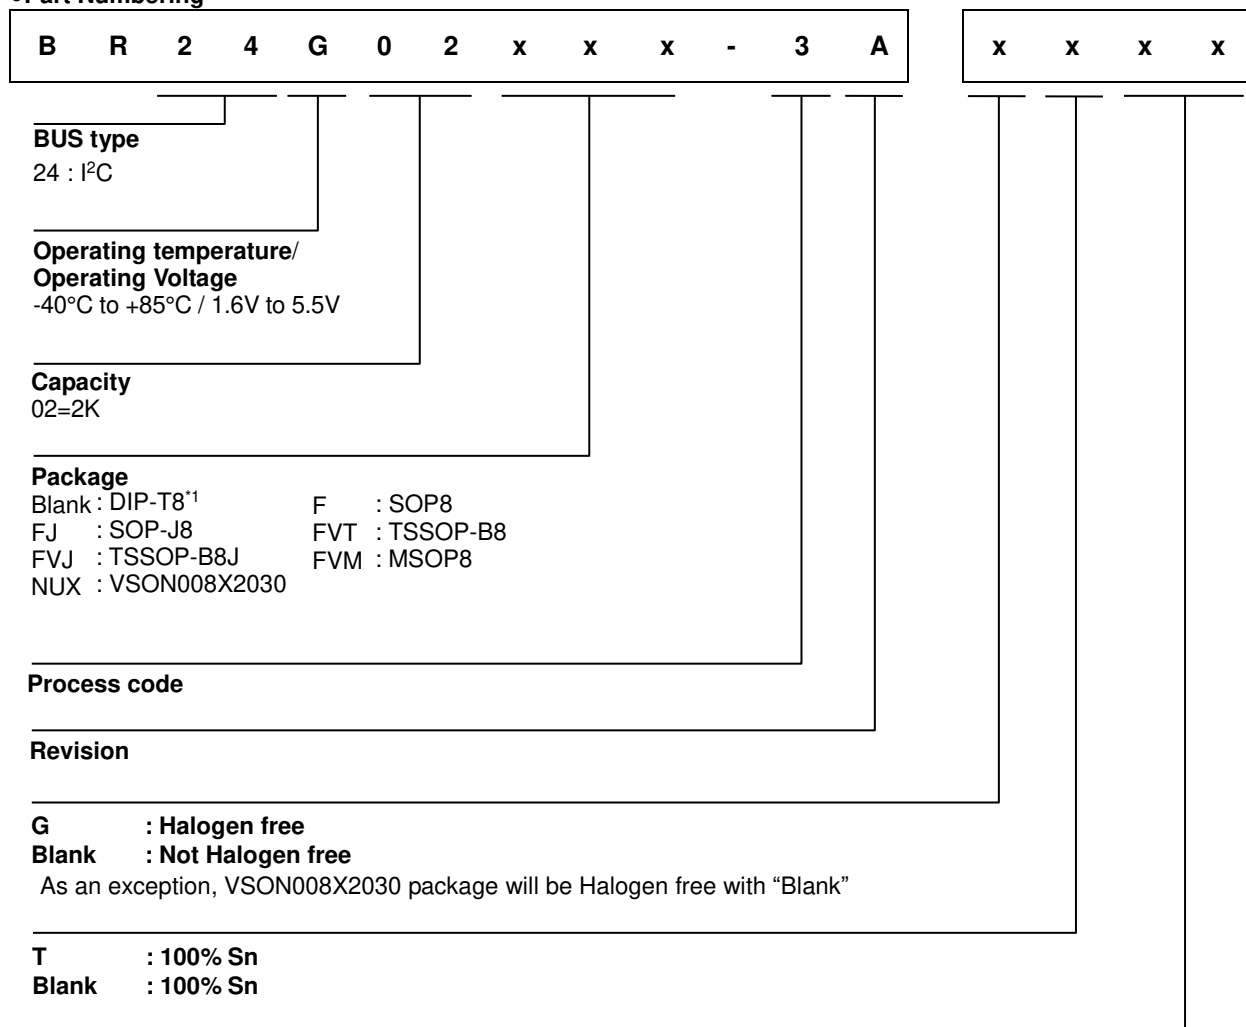 B R 2 4 G 0 2 x x x - 3 A x x x x
BUS type
24 : I²C
Operating temperature/
Operating Voltage
-40°C to +85°C / 1.6V to 5.5V
Capacity
02=2K
Package
Blank : DIP-T8*1 F : SOP8
FJ : SOP-J8 FVT : TSSOP-B8
FVJ : TSSOP-B8J FVM : MSOP8
NUX : VSON008X2030
Process code
Revision
G : Halogen free
Blank : Not Halogen free
As an exception, VSON008X2030 package will be Halogen free with “Blank”
T : 100% Sn
Blank : 100% Sn